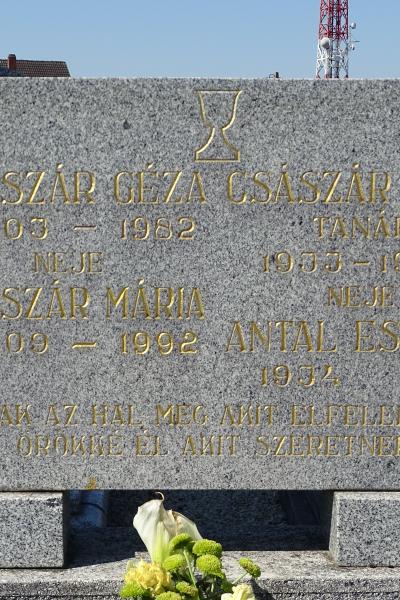 SZÁR GÉZA CSÁSZÁR
03 – 1982 TANÁ
NEJE 1933–1
SZÁR MÁRIA NEJE
09 – 1992 ANTAL ES
1934
AK AZ HAL MEG AKIT ELFELE
ÖRÖKKÉ ÉL AKIT SZERETNE